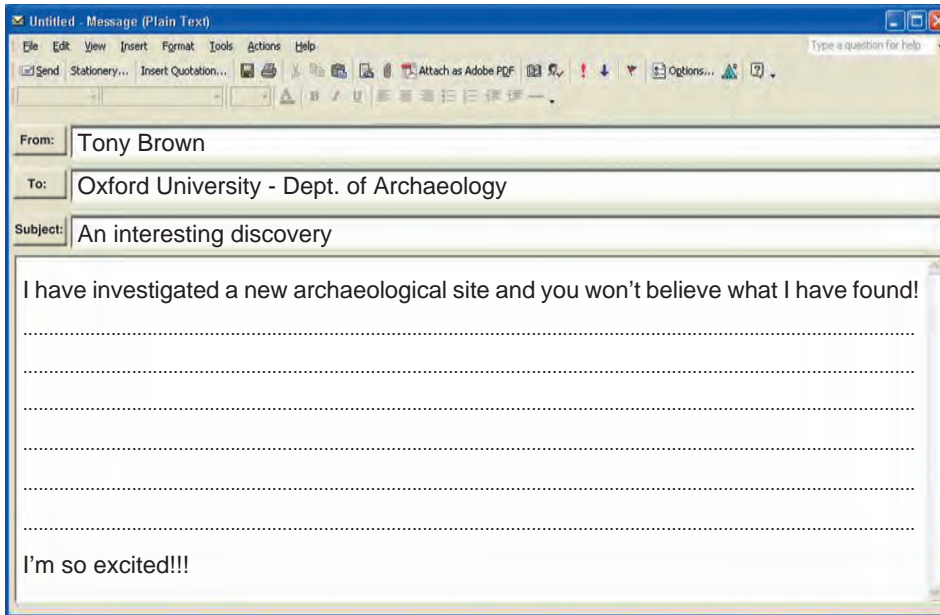 Untitled - Message (Plain Text)
File Edit View Insert Format Tools Actions Help Type a question for help
Send Stationery... Insert Quotation... Attach as Adobe PDF Options...
A B I U
From: Tony Brown
To: Oxford University - Dept. of Archaeology
Subject: An interesting discovery
I have investigated a new archaeological site and you won't believe what I have found!
I'm so excited!!!